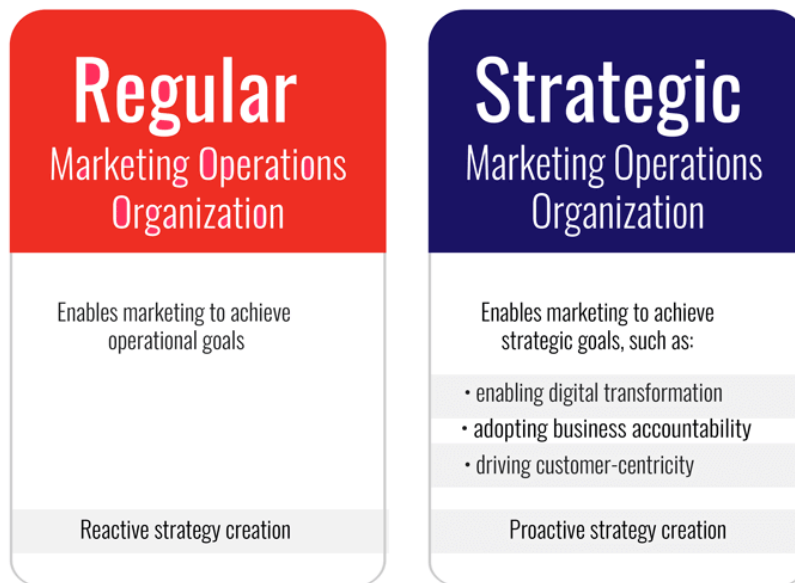 Regular
Marketing Operations
Organization
Enables marketing to achieve
operational goals
Reactive strategy creation
Strategic
Marketing Operations
Organization
Enables marketing to achieve
strategic goals, such as:
• enabling digital transformation
• adopting business accountability
• driving customer-centricity
Proactive strategy creation